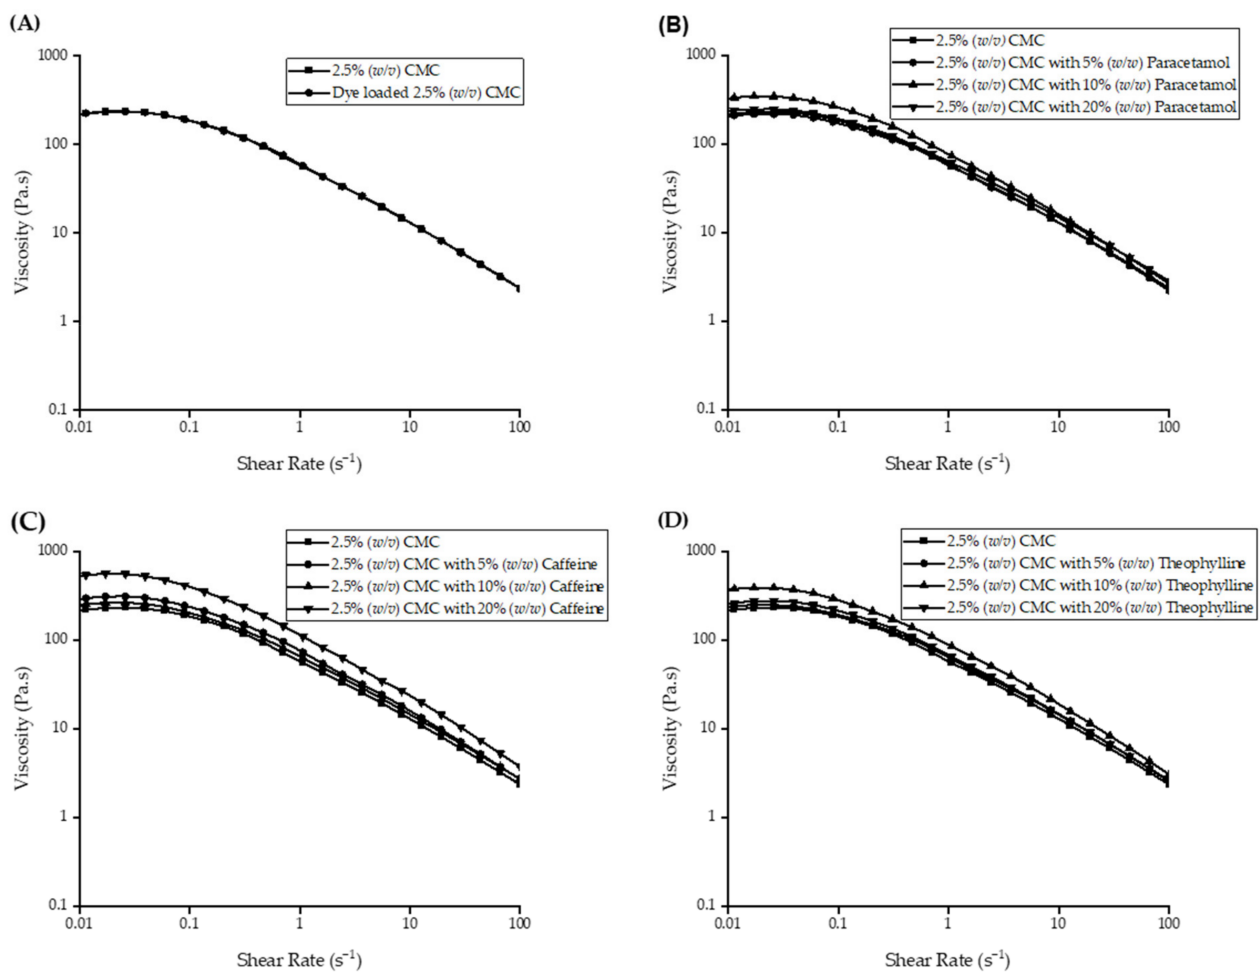 (A)
2.5% (w/v) CMC
Dye loaded 2.5% (w/v) CMC
1000
100
10
1
0.1
Viscosity (Pa.s)
0.01 0.1 1 10 100
Shear Rate (s⁻¹)
(B)
2.5% (w/v) CMC
2.5% (w/v) CMC with 5% (w/w) Paracetamol
2.5% (w/v) CMC with 10% (w/w) Paracetamol
2.5% (w/v) CMC with 20% (w/w) Paracetamol
1000
100
10
1
0.1
Viscosity (Pa.s)
0.01 0.1 1 10 100
Shear Rate (s⁻¹)
(C)
2.5% (w/v) CMC
2.5% (w/v) CMC with 5% (w/w) Caffeine
2.5% (w/v) CMC with 10% (w/w) Caffeine
2.5% (w/v) CMC with 20% (w/w) Caffeine
1000
100
10
1
0.1
Viscosity (Pa.s)
0.01 0.1 1 10 100
Shear Rate (s⁻¹)
(D)
2.5% (w/v) CMC
2.5% (w/v) CMC with 5% (w/w) Theophylline
2.5% (w/v) CMC with 10% (w/w) Theophylline
2.5% (w/v) CMC with 20% (w/w) Theophylline
1000
100
10
1
0.1
Viscosity (Pa.s)
0.01 0.1 1 10 100
Shear Rate (s⁻¹)